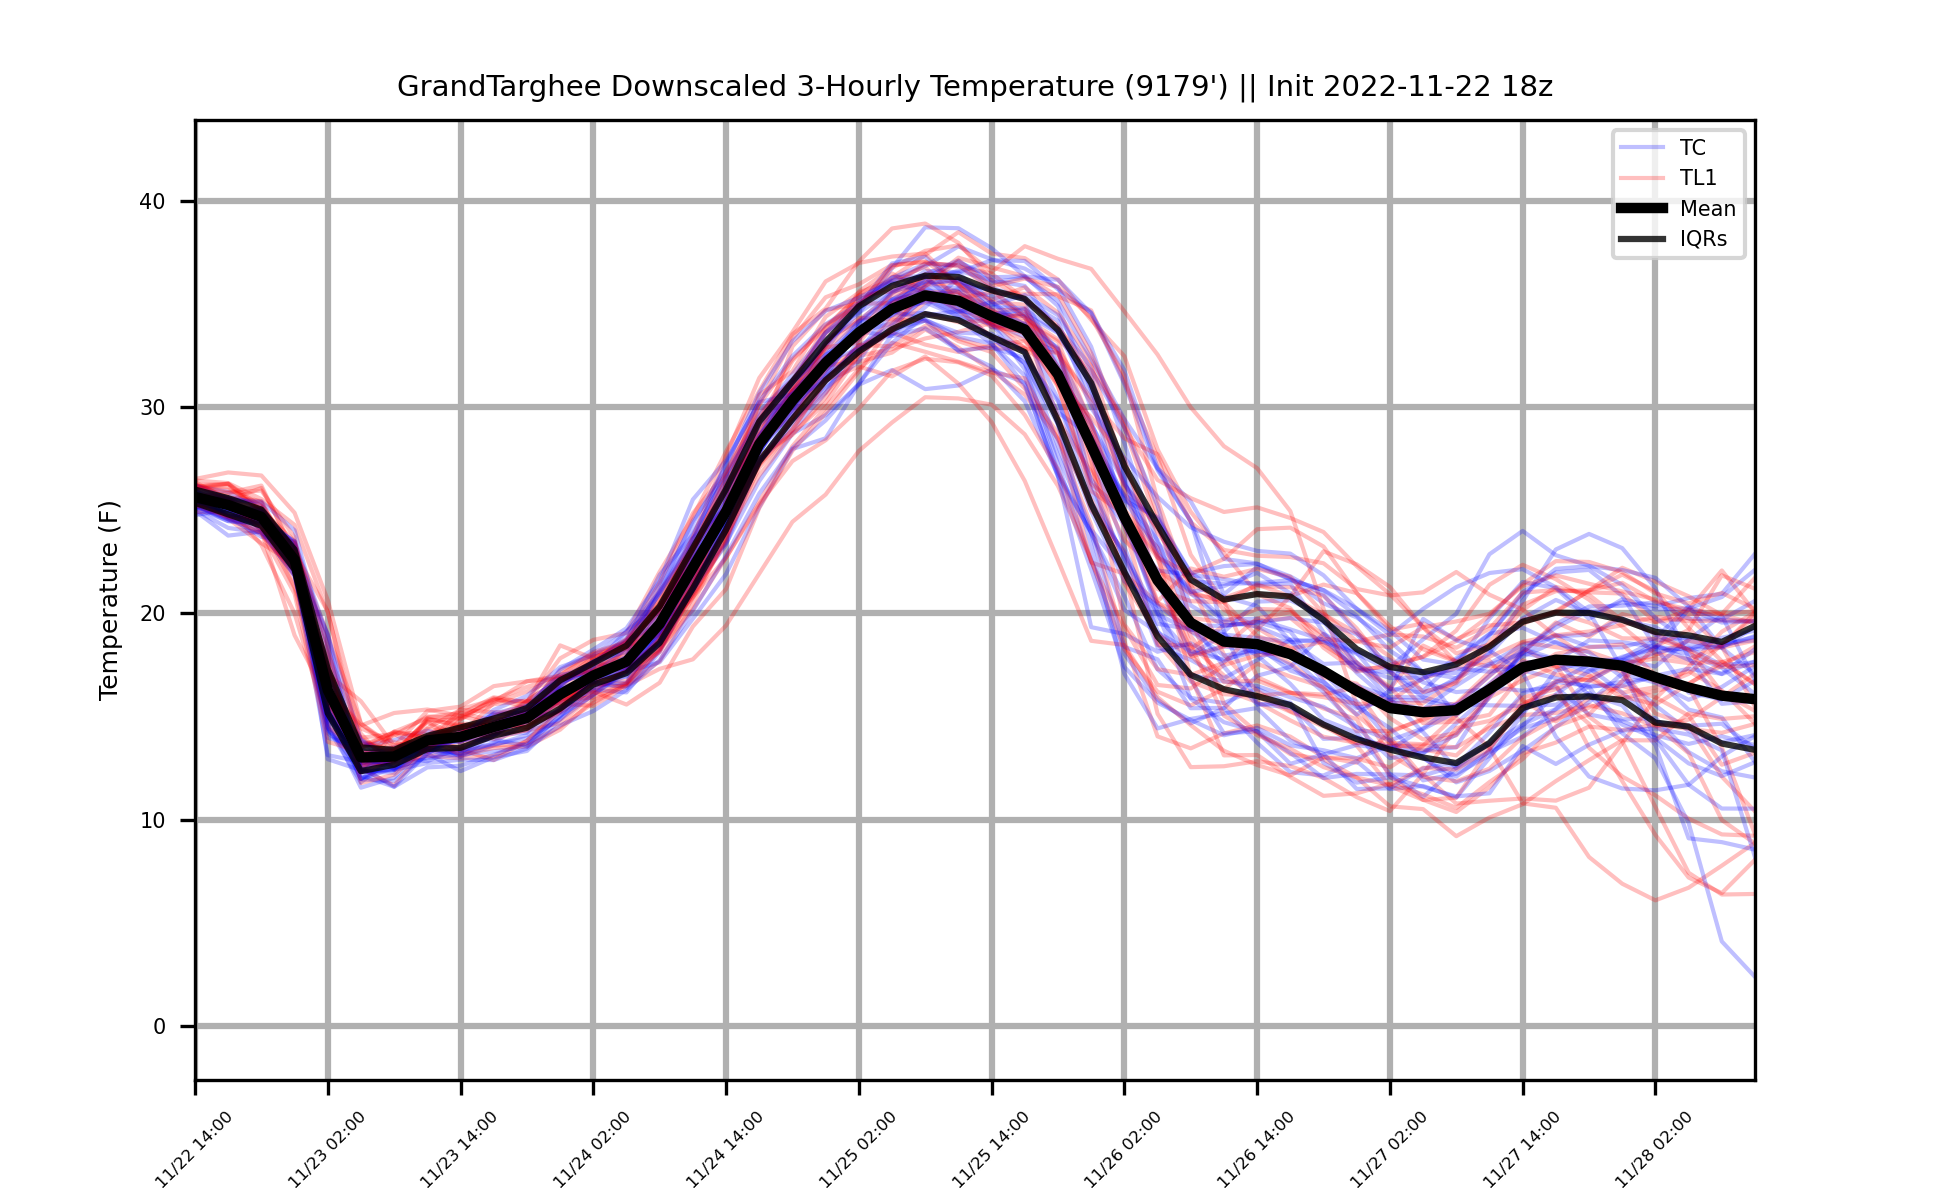 GrandTarghee Downscaled 3-Hourly Temperature (9179') || Init 2022-11-22 18z
TC
TL1
Mean
IQRs
Temperature (F)
40
30
20
10
0
11/22 14:00
11/23 02:00
11/23 14:00
11/24 02:00
11/24 14:00
11/25 02:00
11/25 14:00
11/26 02:00
11/26 14:00
11/27 02:00
11/27 14:00
11/28 02:00